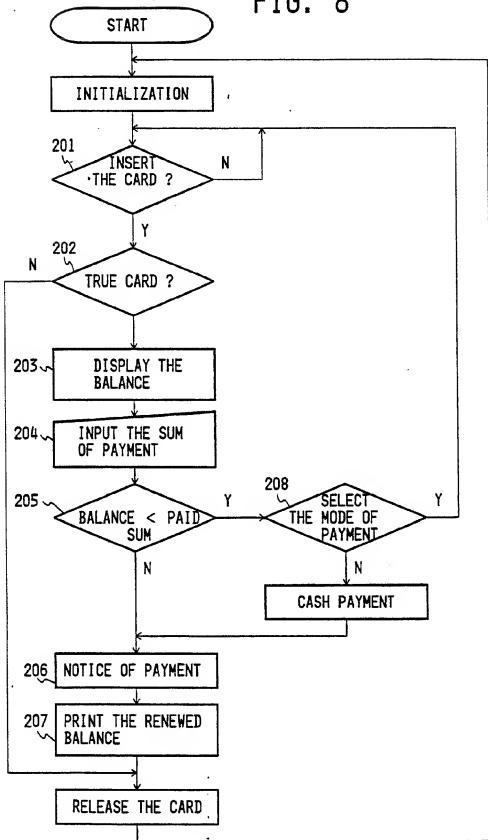 FIG. 8
START
INITIALIZATION
201
INSERT
THE CARD ?
N
Y
202
N
TRUE CARD ?
203
DISPLAY THE
BALANCE
204
INPUT THE SUM
OF PAYMENT
205
BALANCE < PAID
SUM
Y
N
208
SELECT
THE MODE OF
PAYMENT
Y
N
CASH PAYMENT
206
NOTICE OF PAYMENT
207
PRINT THE RENEWED
BALANCE
RELEASE THE CARD